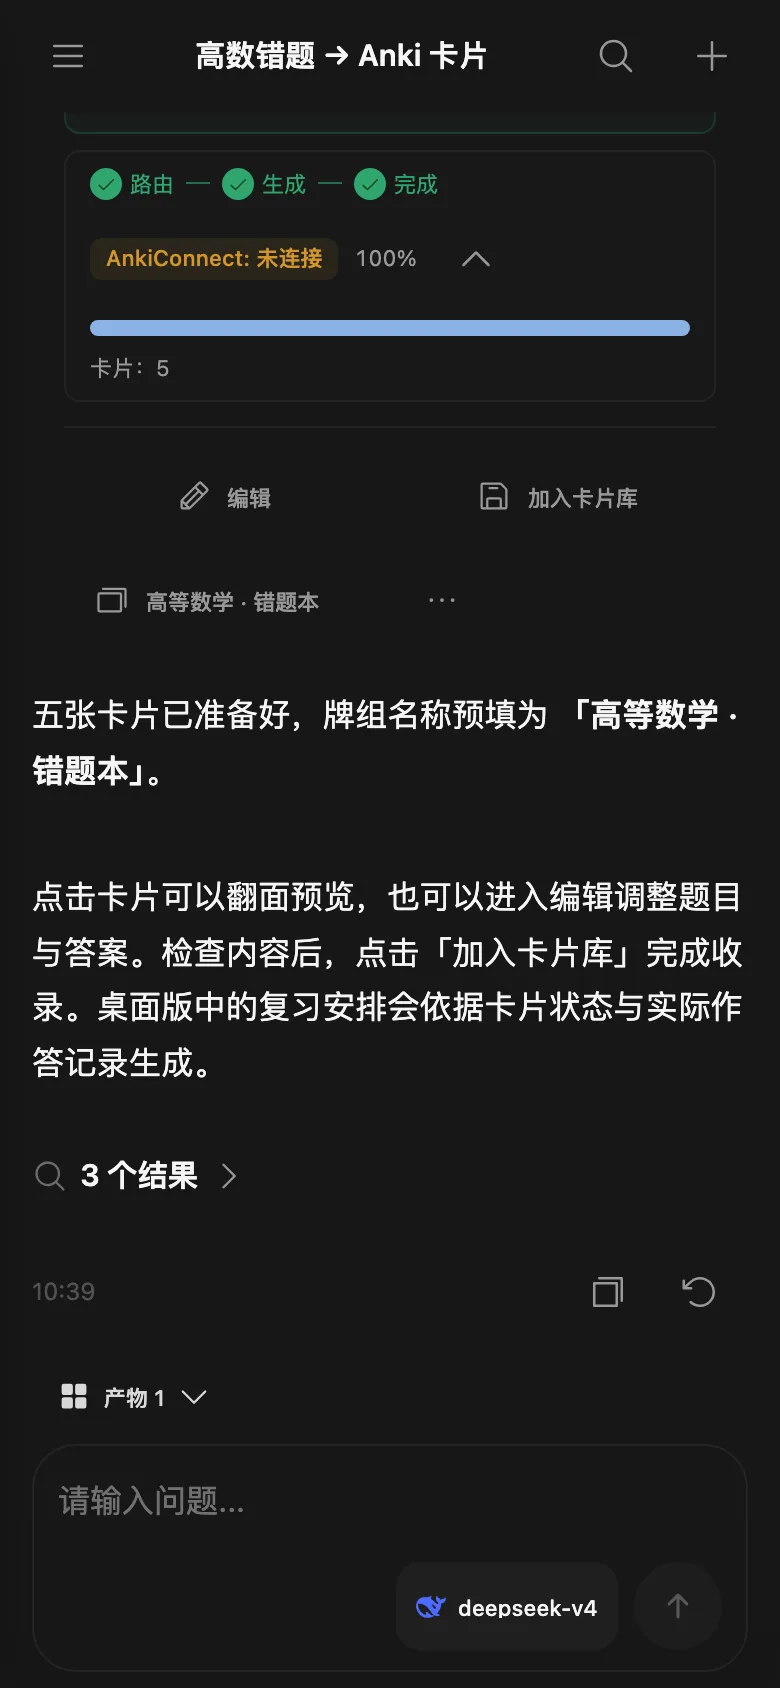 高数错题 → Anki 卡片
路由 — 生成 — 完成
AnkiConnect: 未连接 100%
卡片：5
编辑 加入卡片库
高等数学 · 错题本 ···
五张卡片已准备好，牌组名称预填为「高等数学 ·
错题本」。
点击卡片可以翻面预览，也可以进入编辑调整题目
与答案。检查内容后，点击「加入卡片库」完成收
录。桌面版中的复习安排会依据卡片状态与实际作
答记录生成。
3 个结果
10:39
产物 1
请输入问题...
deepseek-v4